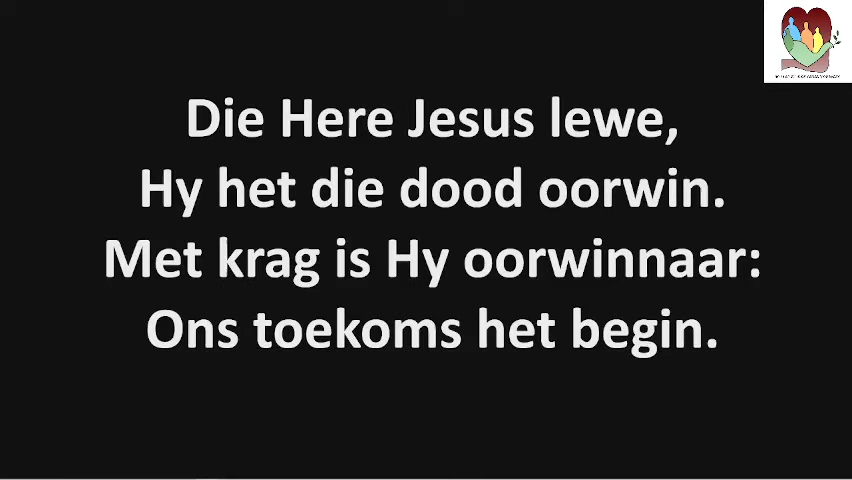 Die Here Jesus lewe,
Hy het die dood oorwin.
Met krag is Hy oorwinnaar:
Ons toekoms het begin.